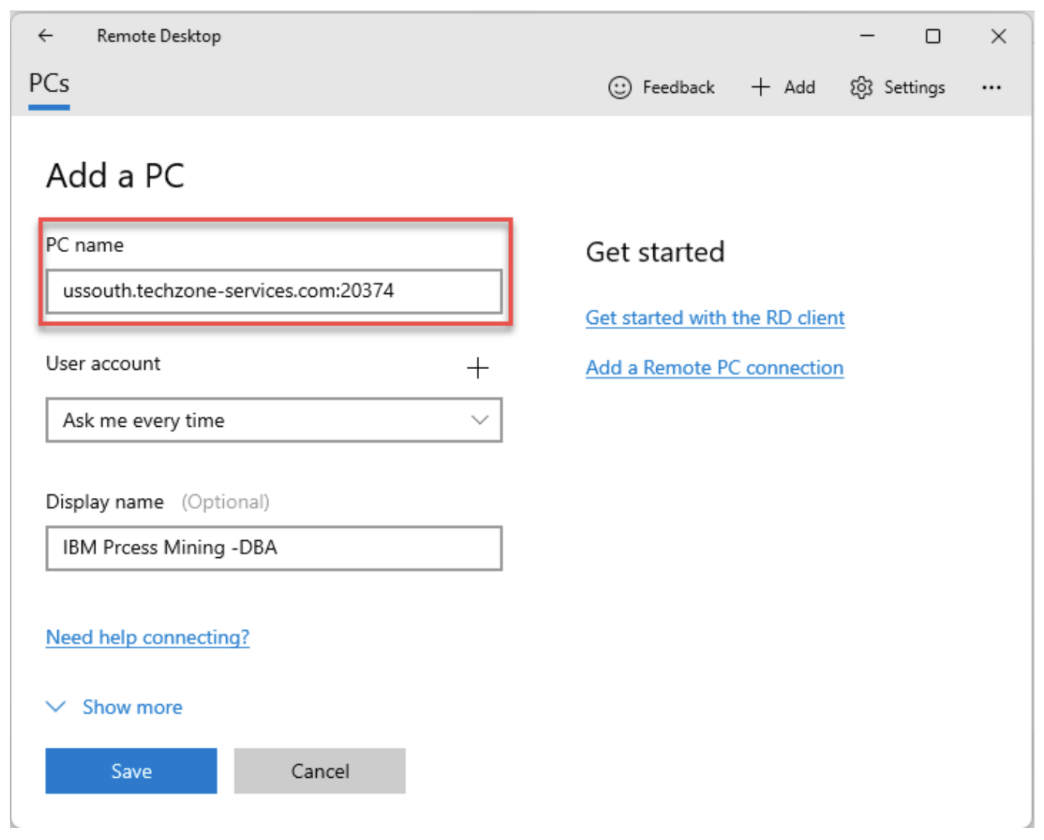 Remote Desktop
PCs
Feedback
Add
Settings
Add a PC
PC name
ussouth.techzone-services.com:20374
User account
Ask me every time
Display name (Optional)
IBM Prcess Mining -DBA
Need help connecting?
Show more
Save
Cancel
Get started
Get started with the RD client
Add a Remote PC connection